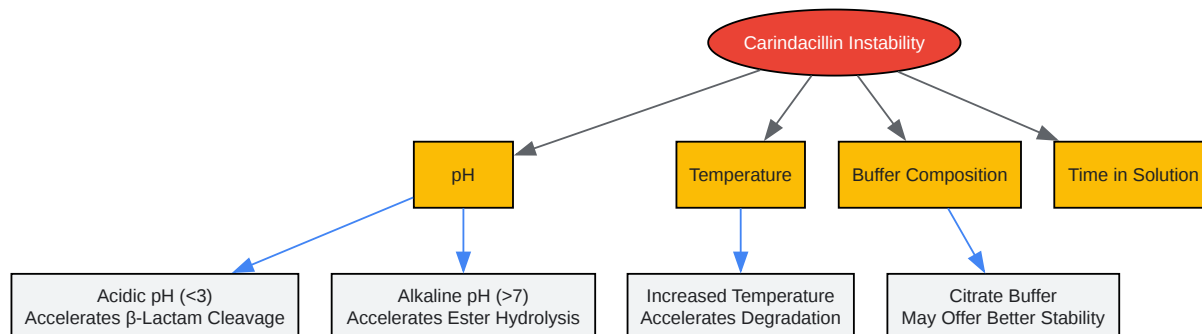 Carindacillin Instability
pH
Temperature
Buffer Composition
Time in Solution
Acidic pH (<3)
Accelerates β-Lactam Cleavage
Alkaline pH (>7)
Accelerates Ester Hydrolysis
Increased Temperature
Accelerates Degradation
Citrate Buffer
May Offer Better Stability